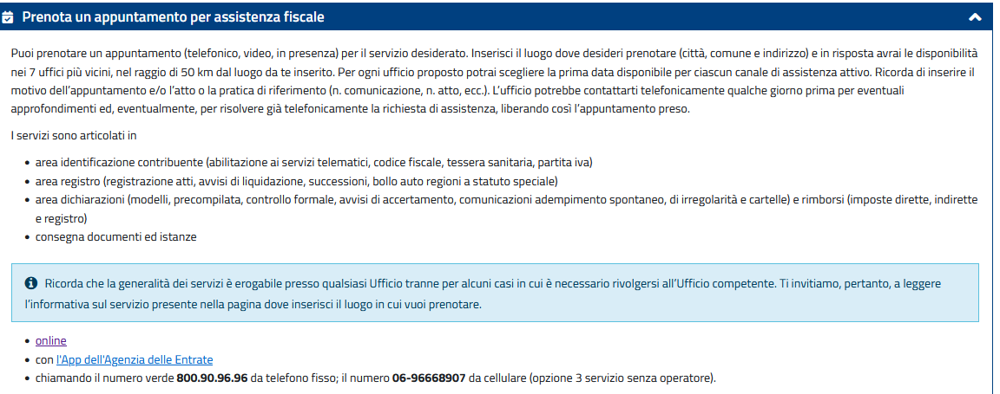 Prenota un appuntamento per assistenza fiscale
Puoi prenotare un appuntamento (telefonico, video, in presenza) per il servizio desiderato. Inserisci il luogo dove desideri prenotare (città, comune e indirizzo) e in risposta avrai le disponibilità
nei 7 uffici più vicini, nel raggio di 50 km dal luogo da te inserito. Per ogni ufficio proposto potrai scegliere la prima data disponibile per ciascun canale di assistenza attivo. Ricorda di inserire il
motivo dell'appuntamento e/o l'atto o la pratica di riferimento (n. comunicazione, n. atto, ecc.). L'ufficio potrebbe contattarti telefonicamente qualche giorno prima per eventuali
approfondimenti ed, eventualmente, per risolvere già telefonicamente la richiesta di assistenza, liberando così l'appuntamento preso.
I servizi sono articolati in
• area identificazione contribuente (abilitazione ai servizi telematici, codice fiscale, tessera sanitaria, partita iva)
• area registro (registrazione atti, avvisi di liquidazione, successioni, bollo auto regioni a statuto speciale)
• area dichiarazioni (modelli, precompilata, controllo formale, avvisi di accertamento, comunicazioni adempimento spontaneo, di irregolarità e cartelle) e rimborsi (imposte dirette, indirette
e registro)
• consegna documenti ed istanze
Ricorda che la generalità dei servizi è erogabile presso qualsiasi Ufficio tranne per alcuni casi in cui è necessario rivolgersi all'Ufficio competente. Ti invitiamo, pertanto, a leggere
l'informativa sul servizio presente nella pagina dove inserisci il luogo in cui vuoi prenotare.
• online
• con l'App dell'Agenzia delle Entrate
• chiamando il numero verde 800.90.96.96 da telefono fisso; il numero 06-96668907 da cellulare (opzione 3 servizio senza operatore).